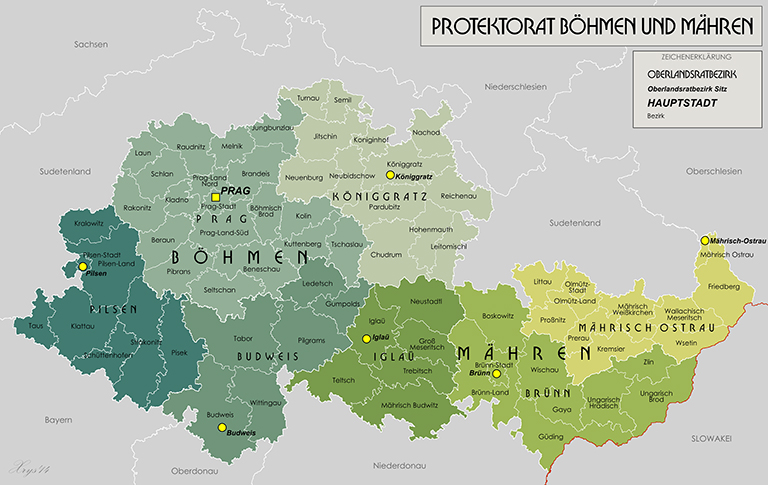 PROTEKTORAT BÖHMEN UND MÄHREN
ZEICHENERKLÄRUNG
OBERLANDSRATBEZIRK
Oberlandsratbezirk Sitz
HAUPTSTADT
Bezirk
Sachsen
Niederschlesien
Sudetenland
Oberschlesien
Sudetenland
Bayern
Oberdonau
Niederdonau
SLOWAKEI
BÖHMEN
MÄHREN
Turnau
Semil
Jitschin
Königinhof
Nachod
Neuenburg
Neubidschow
Königgratz
Königgratz
KÖNIGGRATZ
Pardubitz
Reichenau
Hohenmauth
Leitomischl
Chudrum
Jungbunzlau
Raudnitz
Melnik
Laun
Schlan
Prag-Land
Nord
Brandeis
PRAG
Kladno
Rakonitz
Prag-Stadt
Böhmisch
Brod
PRAG
Kolin
Prag-Land-Süd
Beraun
Kuttenberg
Tschaslau
Pibrans
Beneschau
Seltschan
Kralowitz
Pilsen-Stadt
Pilsen-Land
Pilsen
PILSEN
Taus
Klattau
Strakonitz
Schüttenhofen
Pisek
Ledetsch
Gumpolds
Tabor
Pilgrams
BUDWEIS
Budweis
Wittingau
Budweis
Neustadtl
Iglaü
Iglaü
Groß
Meseritsch
IGLAÜ
Trebitsch
Teltsch
Mährisch Budwitz
Boskowitz
Brünn-Stadt
Brünn
Wischau
Brünn-Land
BRÜNN
Gaya
Göding
Ungarisch
Hradisch
Ungarisch
Brod
Zlin
Mährisch-Ostrau
Mährisch Ostrau
Friedberg
Littau
Olmütz-
Stadt
Olmütz-Land
Mährisch
Weißkirchen
Wallachisch
Meseritsch
Proßnitz
MÄHRISCH OSTRAU
Prerau
Kremsier
Wsetin
Xrys'14